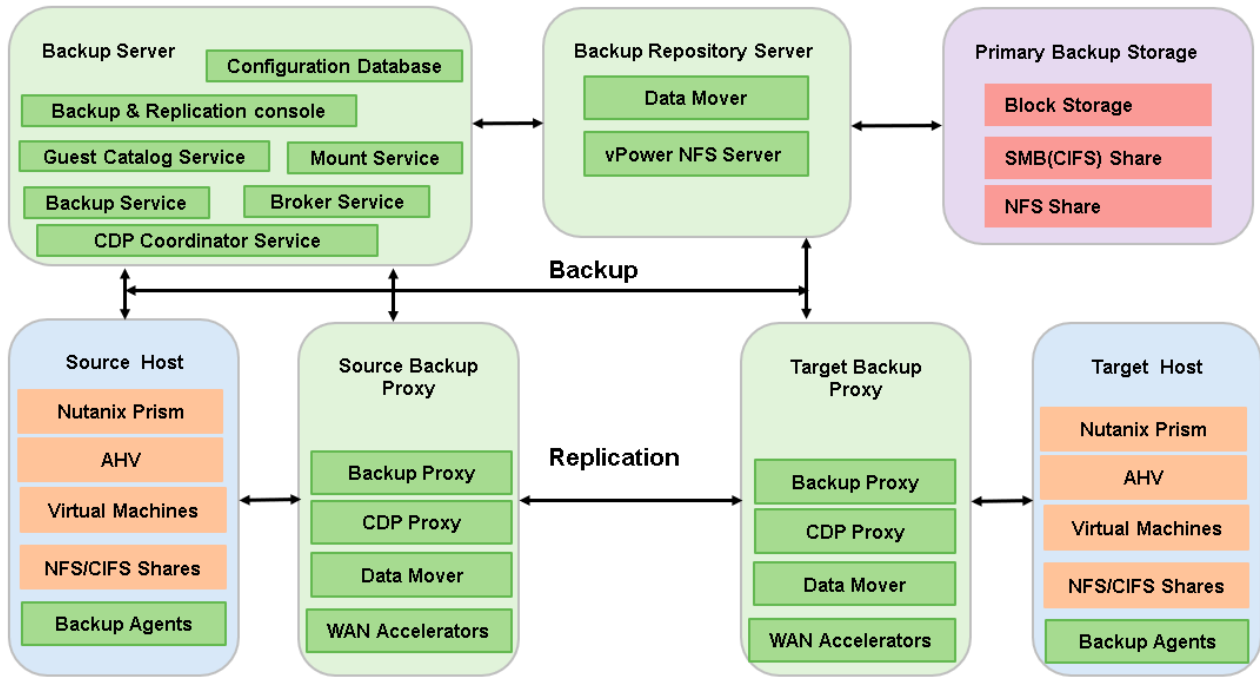 Backup Server
Configuration Database
Backup & Replication console
Guest Catalog Service
Mount Service
Backup Service
Broker Service
CDP Coordinator Service
Backup Repository Server
Data Mover
vPower NFS Server
Primary Backup Storage
Block Storage
SMB(CIFS) Share
NFS Share
Backup
Source Host
Nutanix Prism
AHV
Virtual Machines
NFS/CIFS Shares
Backup Agents
Source Backup
Proxy
Backup Proxy
CDP Proxy
Data Mover
WAN Accelerators
Replication
Target Backup
Proxy
Backup Proxy
CDP Proxy
Data Mover
WAN Accelerators
Target Host
Nutanix Prism
AHV
Virtual Machines
NFS/CIFS Shares
Backup Agents